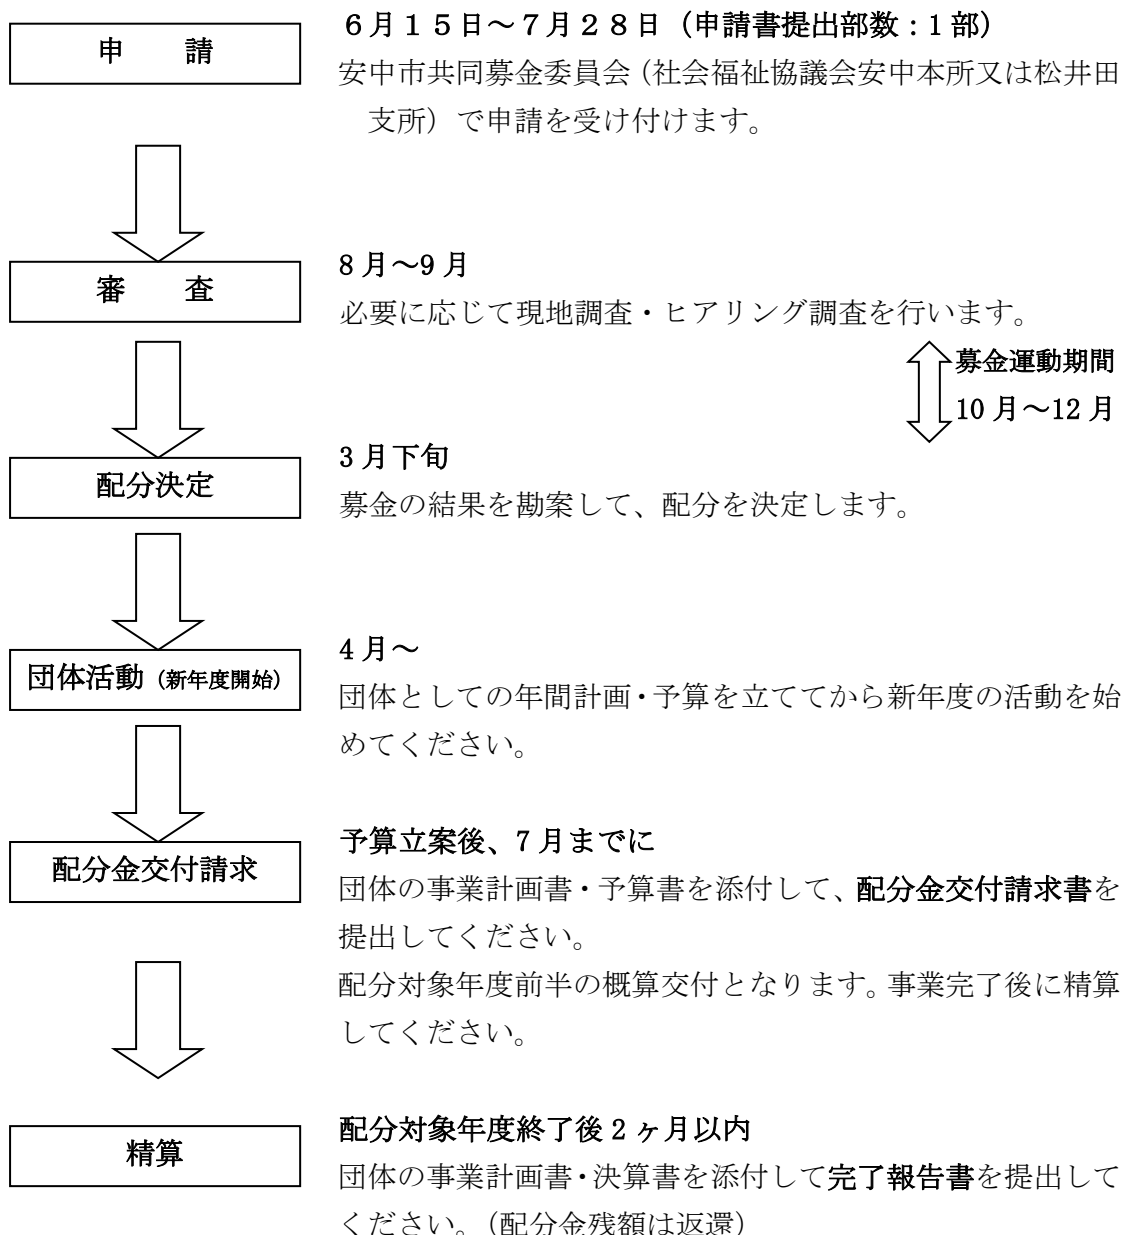 申　　請
６月１５日～７月２８日（申請書提出部数：1部）
安中市共同募金委員会（社会福祉協議会安中本所又は松井田
支所）で申請を受け付けます。
審　　査
8月～9月
必要に応じて現地調査・ヒアリング調査を行います。
募金運動期間
10月～12月
配分決定
3月下旬
募金の結果を勘案して、配分を決定します。
団体活動（新年度開始）
4月～
団体としての年間計画・予算を立ててから新年度の活動を始
めてください。
配分金交付請求
予算立案後、7月までに
団体の事業計画書・予算書を添付して、配分金交付請求書を
提出してください。
配分対象年度前半の概算交付となります。事業完了後に精算
してください。
精算
配分対象年度終了後2ヶ月以内
団体の事業計画書・決算書を添付して完了報告書を提出して
ください。（配分金残額は返還）